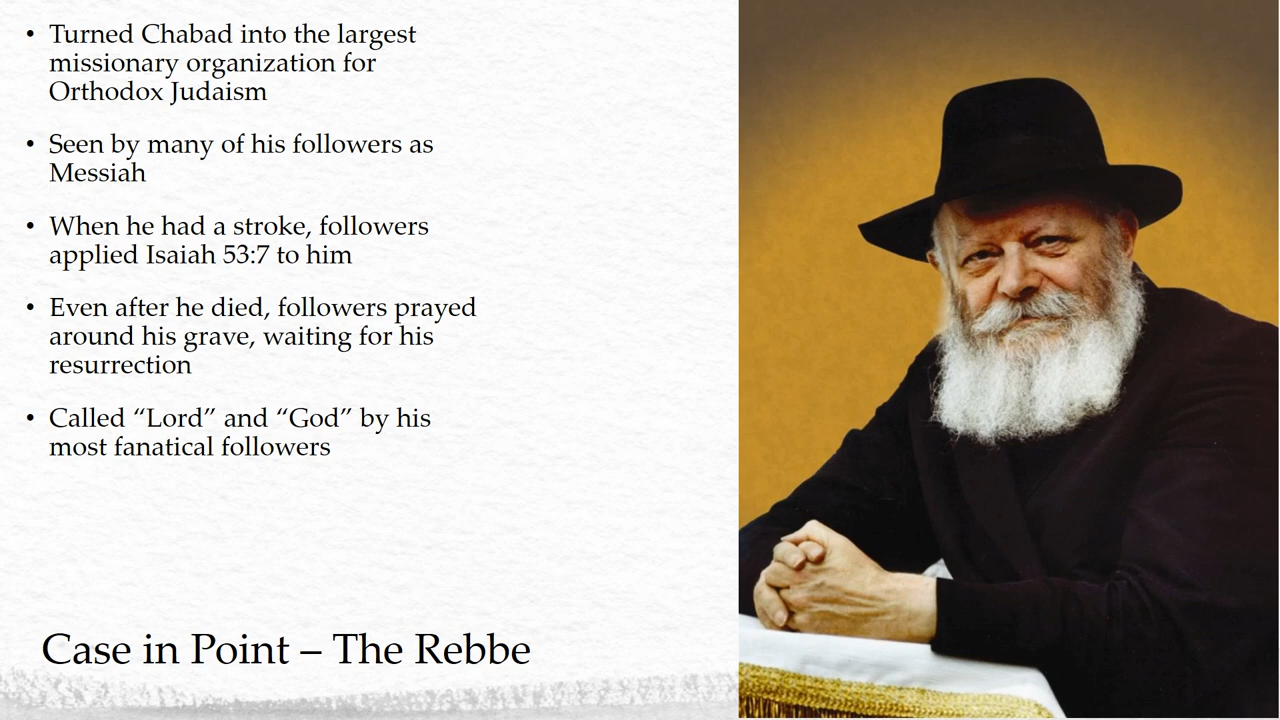 • Turned Chabad into the largest
missionary organization for
Orthodox Judaism
• Seen by many of his followers as
Messiah
• When he had a stroke, followers
applied Isaiah 53:7 to him
• Even after he died, followers prayed
around his grave, waiting for his
resurrection
• Called “Lord” and “God” by his
most fanatical followers
Case in Point – The Rebbe